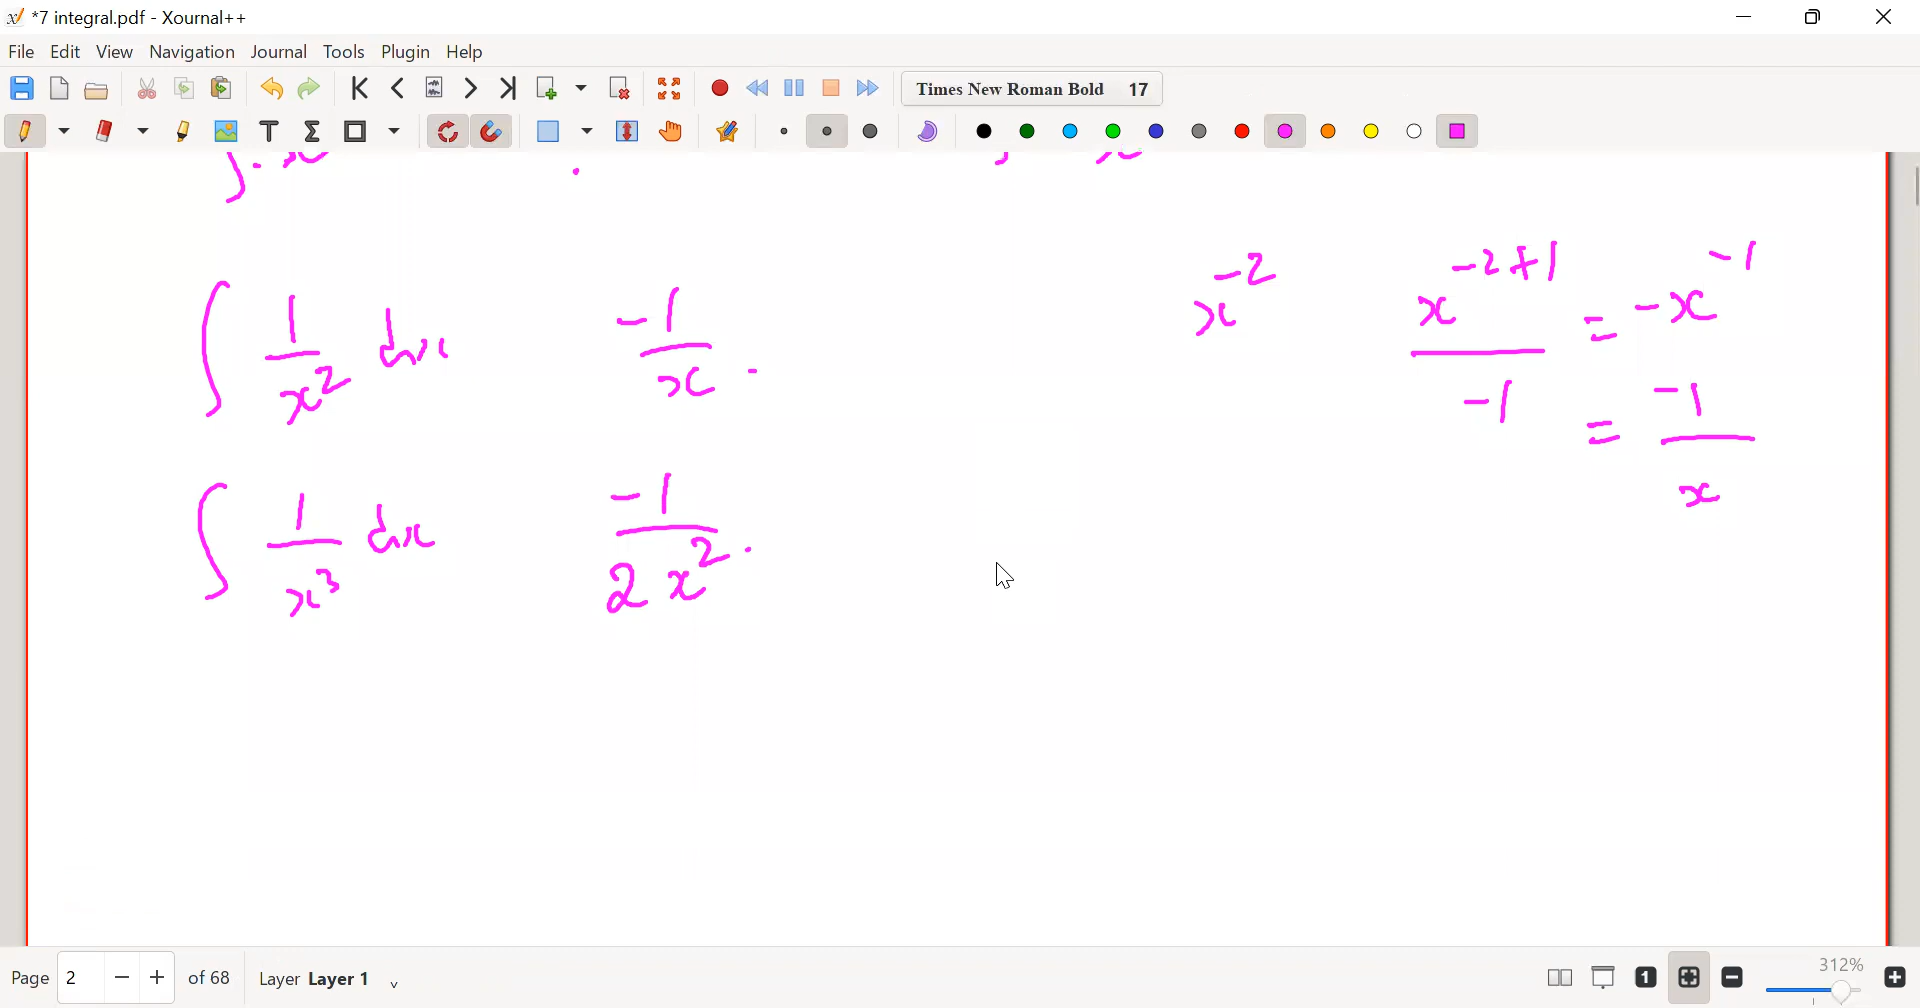 *7 integral.pdf - Xournal++
File Edit View Navigation Journal Tools Plugin Help
Times New Roman Bold 17
∫ 1/x² dx   -1/x .   x⁻²   x⁻²⁺¹/-1 = -x⁻¹
= -1/x
∫ 1/x³ dx   -1/2x² .
Page 2 of 68 Layer Layer 1 312%